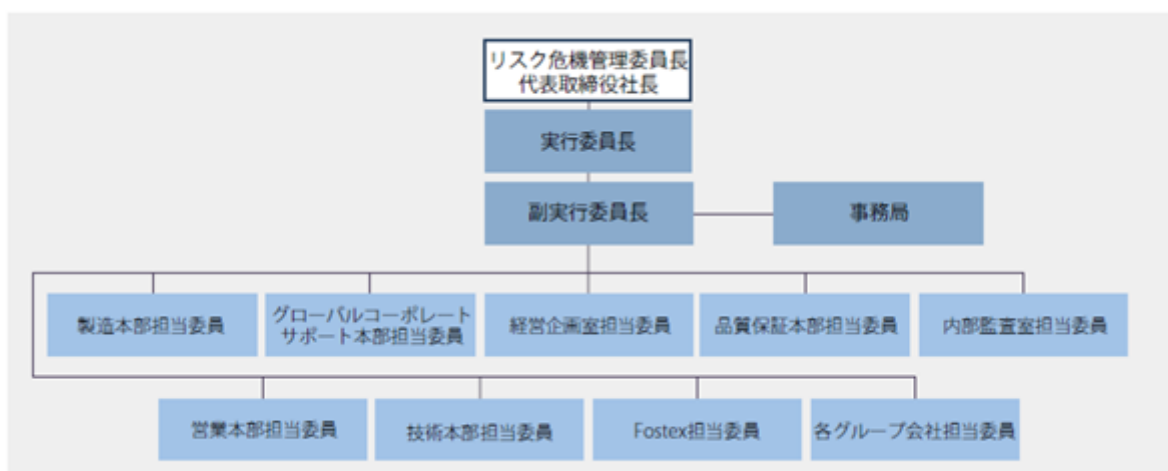 リスク危機管理委員長
代表取締役社長
実行委員長
副実行委員長
事務局
製造本部担当委員
グローバルコーポレート
サポート本部担当委員
経営企画室担当委員
品質保証本部担当委員
内部監査室担当委員
営業本部担当委員
技術本部担当委員
Fostex担当委員
各グループ会社担当委員